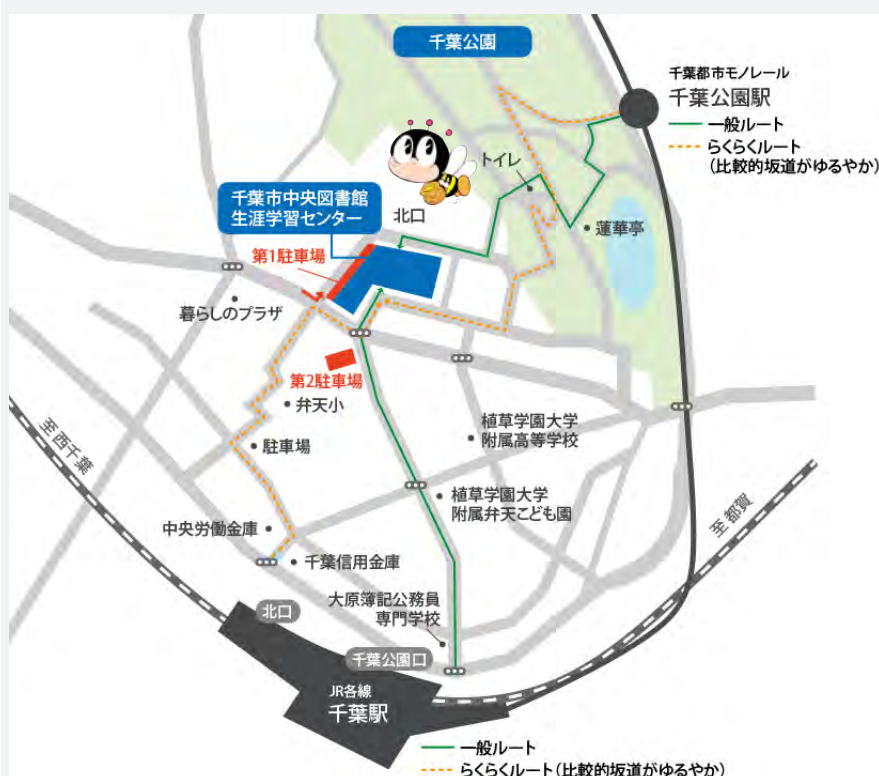 千葉公園
千葉都市モノレール
千葉公園駅
一般ルート
らくらくルート
(比較的坂道がゆるやか)
トイレ
千葉市中央図書館
生涯学習センター
北口
蓮華亭
第1駐車場
暮らしのプラザ
第2駐車場
弁天小
植草学園大学
附属高等学校
至西千葉
駐車場
植草学園大学
附属弁天こども園
至都賀
中央労働金庫
千葉信用金庫
大原簿記公務員
専門学校
北口
千葉公園口
JR各線
千葉駅
一般ルート
らくらくルート(比較的坂道がゆるやか)